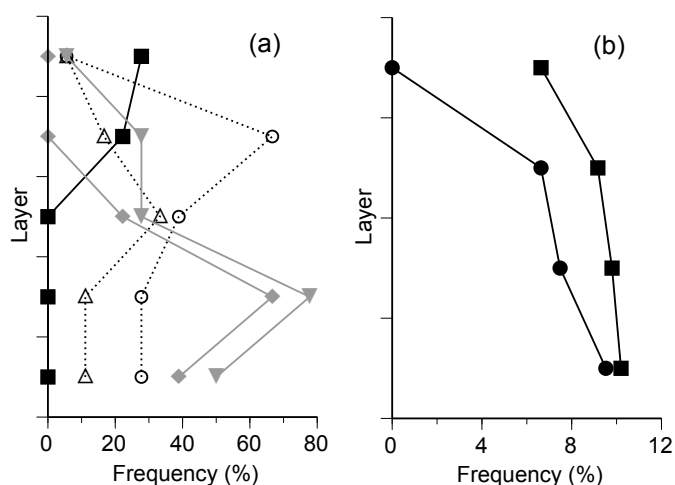 (a)
(b)
Layer
Layer
0 20 40 60 80
0 4 8 12
Frequency (%)
Frequency (%)